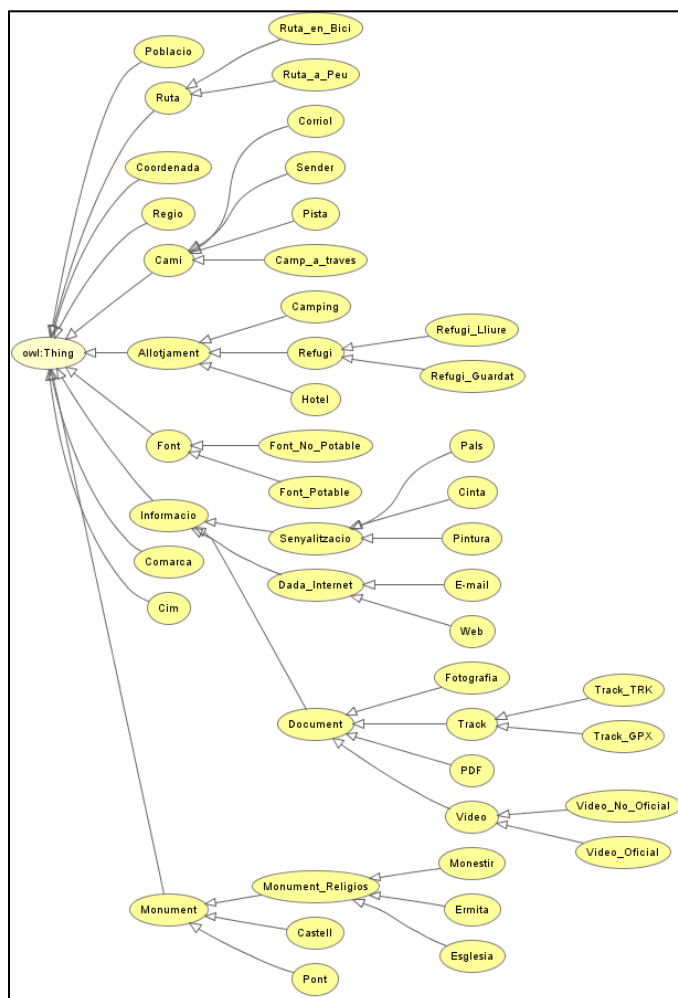 Ruta_en_Bici
Poblacio
Ruta_a_Peu
Ruta
Corriol
Coordenada
Sender
Regio
Pista
Cami
Camp_a_traves
Camping
Refugi_Lliure
owl:Thing
Allotjament
Refugi
Refugi_Guardat
Hotel
Font
Font_No_Potable
Pals
Font_Potable
Cinta
Informacio
Senyalitzacio
Pintura
Comarca
Dada_Internet
E-mail
Cim
Web
Fotografia
Track_TRK
Document
Track
Track_GPX
PDF
Video_No_Oficial
Video
Video_Oficial
Monestir
Monument_Religios
Monument
Ermita
Castell
Esglesia
Pont